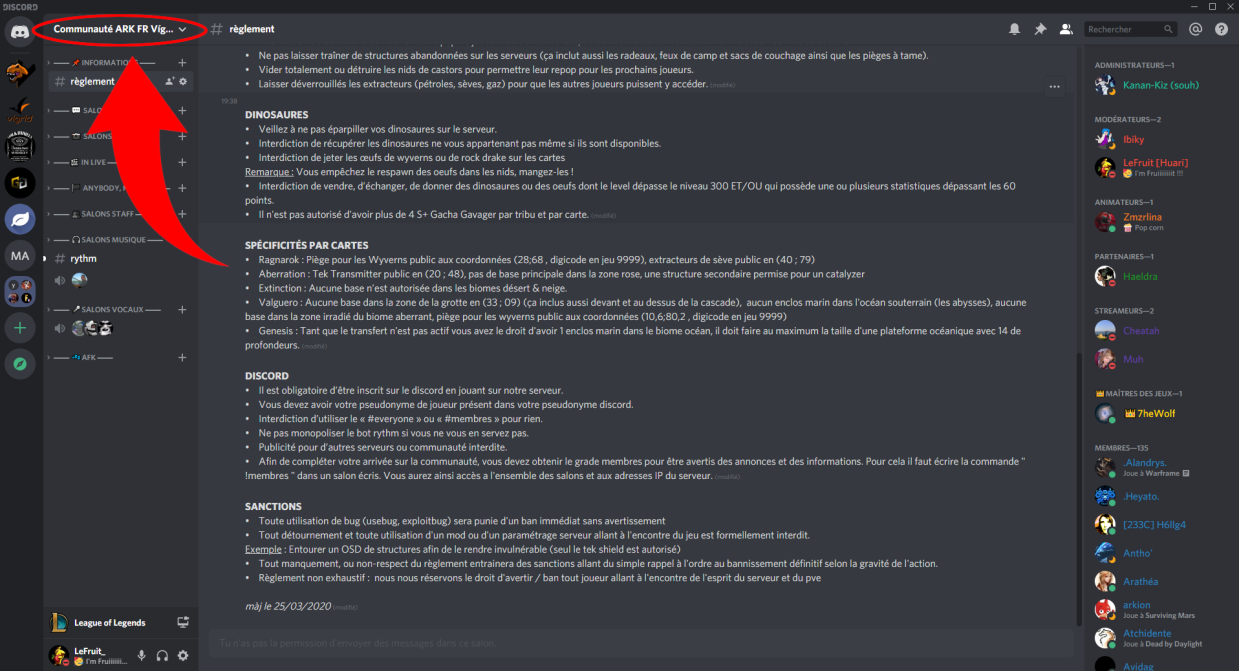 DISCORD
Communauté ARK FR Vig...
règlement
Rechercher
INFORMATION
règlement
SALO
SALONS
IN LIVE
ANYBODY,
SALONS STAFF
SALONS MUSIQUE
rythm
SALONS VOCAUX
AFK
MA
League of Legends
LeFruit_
I'm Fruiiiiii...
• Ne pas laisser traîner de structures abandonnées sur les serveurs (ça inclut aussi les radeaux, feux de camp et sacs de couchage ainsi que les pièges à tame).
• Vider totalement ou détruire les nids de castors pour permettre leur repop pour les prochains joueurs.
• Laisser déverrouillés les extracteurs (pétroles, sèves, gaz) pour que les autres joueurs puissent y accéder. (modifié)
19:38
DINOSAURES
• Veillez à ne pas éparpiller vos dinosaures sur le serveur.
• Interdiction de récupérer les dinosaures ne vous appartenant pas même si ils sont disponibles.
• Interdiction de jeter les œufs de wyverns ou de rock drake sur les cartes
Remarque : Vous empêchez le respawn des oeufs dans les nids, mangez-les !
• Interdiction de vendre, d'échanger, de donner des dinosaures ou des oeufs dont le level dépasse le niveau 300 ET/OU qui possède une ou plusieurs statistiques dépassant les 60
points.
• Il n'est pas autorisé d'avoir plus de 4 S+ Gacha Gavager par tribu et par carte. (modifié)
SPÉCIFICITÉS PAR CARTES
• Ragnarok : Piège pour les Wyverns public aux coordonnées (28;68 , digicode en jeu 9999), extracteurs de sève public en (40 ; 79)
• Aberration : Tek Transmitter public en (20 ; 48), pas de base principale dans la zone rose, une structure secondaire permise pour un catalyzer
• Extinction : Aucune base n'est autorisée dans les biomes désert & neige.
• Valguero : Aucune base dans la zone de la grotte en (33 ; 09) (ça inclus aussi devant et au dessus de la cascade), aucun enclos marin dans l'océan souterrain (les abysses), aucune
base dans la zone irradié du biome aberrant, piège pour les wyverns public aux coordonnées (10,6;80,2 , digicode en jeu 9999)
• Genesis : Tant que le transfert n'est pas actif vous avez le droit d'avoir 1 enclos marin dans le biome océan, il doit faire au maximum la taille d'une plateforme océanique avec 14 de
profondeurs. (modifié)
DISCORD
• Il est obligatoire d'être inscrit sur le discord en jouant sur notre serveur.
• Vous devez avoir votre pseudonyme de joueur présent dans votre pseudonyme discord.
• Interdiction d'utiliser le « #everyone » ou « #membres » pour rien.
• Ne pas monopoliser le bot rythm si vous ne vous en servez pas.
• Publicité pour d'autres serveurs ou communauté interdite.
• Afin de compléter votre arrivée sur la communauté, vous devez obtenir le grade membres pour être avertis des annonces et des informations. Pour cela il faut écrire la commande "
!membres " dans un salon écris. Vous aurez ainsi accès a l'ensemble des salons et aux adresses IP du serveur. (modifié)
SANCTIONS
• Toute utilisation de bug (usebug, exploitbug) sera punie d'un ban immédiat sans avertissement
• Tout détournement et toute utilisation d'un mod ou d'un paramétrage serveur allant à l'encontre du jeu est formellement interdit.
Exemple : Entourer un OSD de structures afin de le rendre invulnérable (seul le tek shield est autorisé)
• Tout manquement, ou non-respect du règlement entrainera des sanctions allant du simple rappel à l'ordre au bannissement définitif selon la gravité de l'action.
• Règlement non exhaustif : nous nous réservons le droit d'avertir / ban tout joueur allant à l'encontre de l'esprit du serveur et du pve
màj le 25/03/2020 (modifié)
Tu n'as pas la permission d'envoyer des messages dans ce salon.
ADMINISTRATEURS—1
Kanan-Kiz (souh)
MODÉRATEURS—2
Ibiky
LeFruit [Huari]
I'm Fruiiiiiiit !!!
ANIMATEURS—1
Zmzrlina
Pop corn
PARTENAIRES—1
Haeldra
STREAMEURS—2
Cheatah
Muh
MAÎTRES DES JEUX—1
7heWolf
MEMBRES—135
.Alandrys.
Joue à Warframe
.Heyato.
[233C] H6llg4
Antho'
Arathéa
arkion
Joue à Surviving Mars
Atchidente
Joue à Dead by Daylight
Avidag